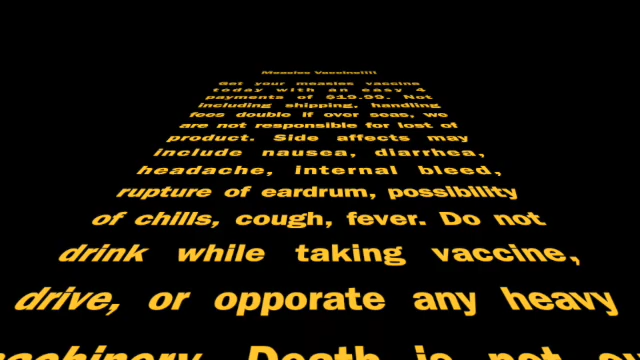 Measles Vaccine!!!!
Get your measles vaccine
today with an easy 4
payments of $19.99. Not
including shipping, handling
fees double if over seas, we
are not responsible for lost of
product. Side affects may
include nausea, diarrhea,
headache, internal bleed,
rupture of eardrum, possibility
of chills, cough, fever. Do not
drink while taking vaccine,
drive, or opporate any heavy
machinery. Death is not